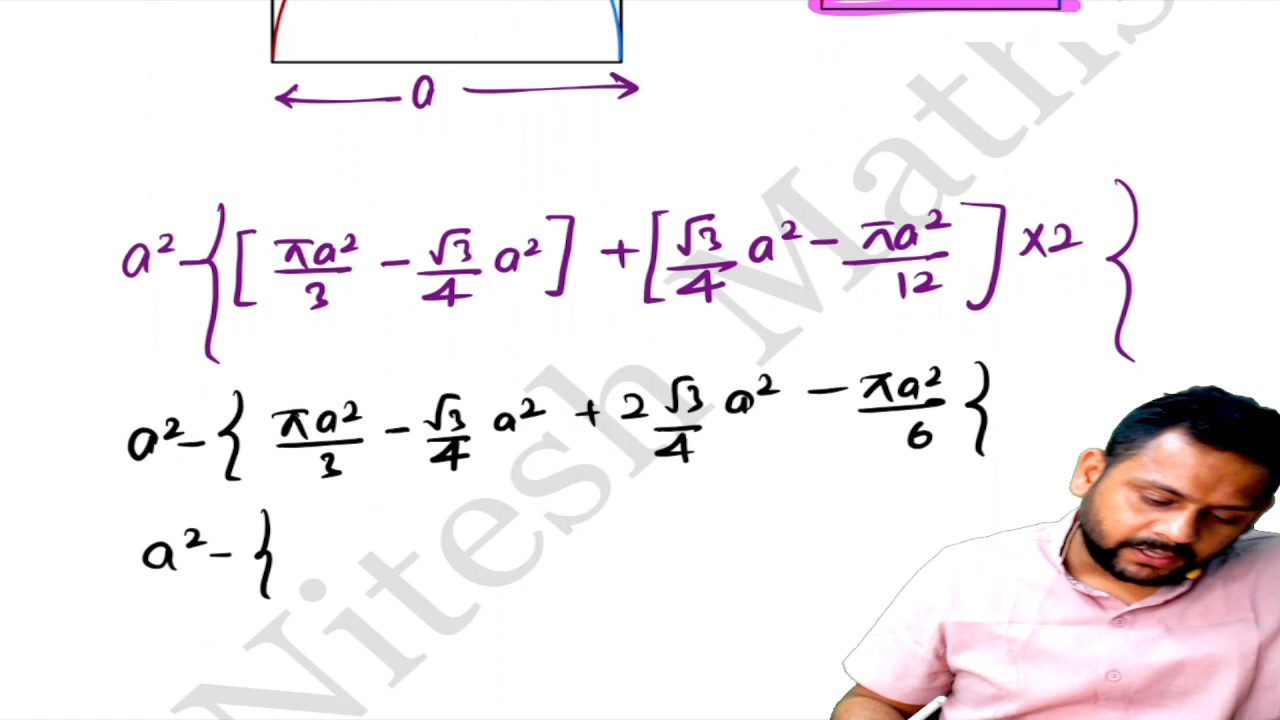 a
a² - { [ πa²/3 - √3/4 a² ] + [ √3/4 a² - πa²/12 ] ×2 }
a² - { πa²/3 - √3/4 a² + 2 √3/4 a² - πa²/6 }
a² - {
Nitesh Maths